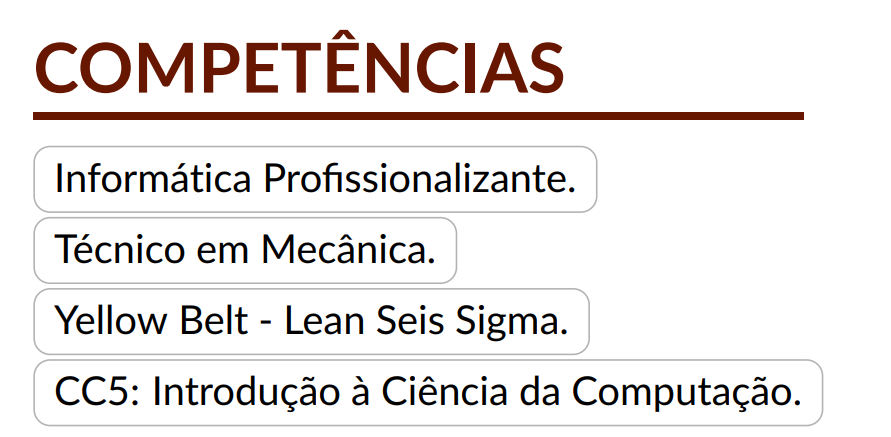 COMPETÊNCIAS
Informática Profissionalizante.
Técnico em Mecânica.
Yellow Belt - Lean Seis Sigma.
CC5: Introdução à Ciência da Computação.